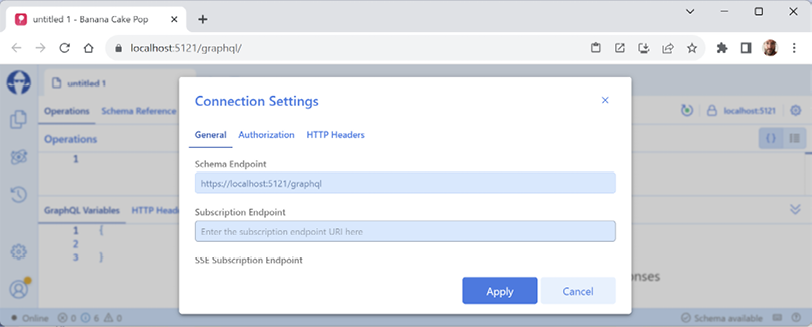 untitled 1 - Banana Cake Pop
localhost:5121/graphql/
untitled 1
Operations Schema Reference
localhost:5121
Operations
1
GraphQL Variables HTTP Head
1 {
2
3 }
Connection Settings
General Authorization HTTP Headers
Schema Endpoint
https://localhost:5121/graphql
Subscription Endpoint
Enter the subscription endpoint URI here
SSE Subscription Endpoint
Apply Cancel
nses
Online 0 6 0 Schema available